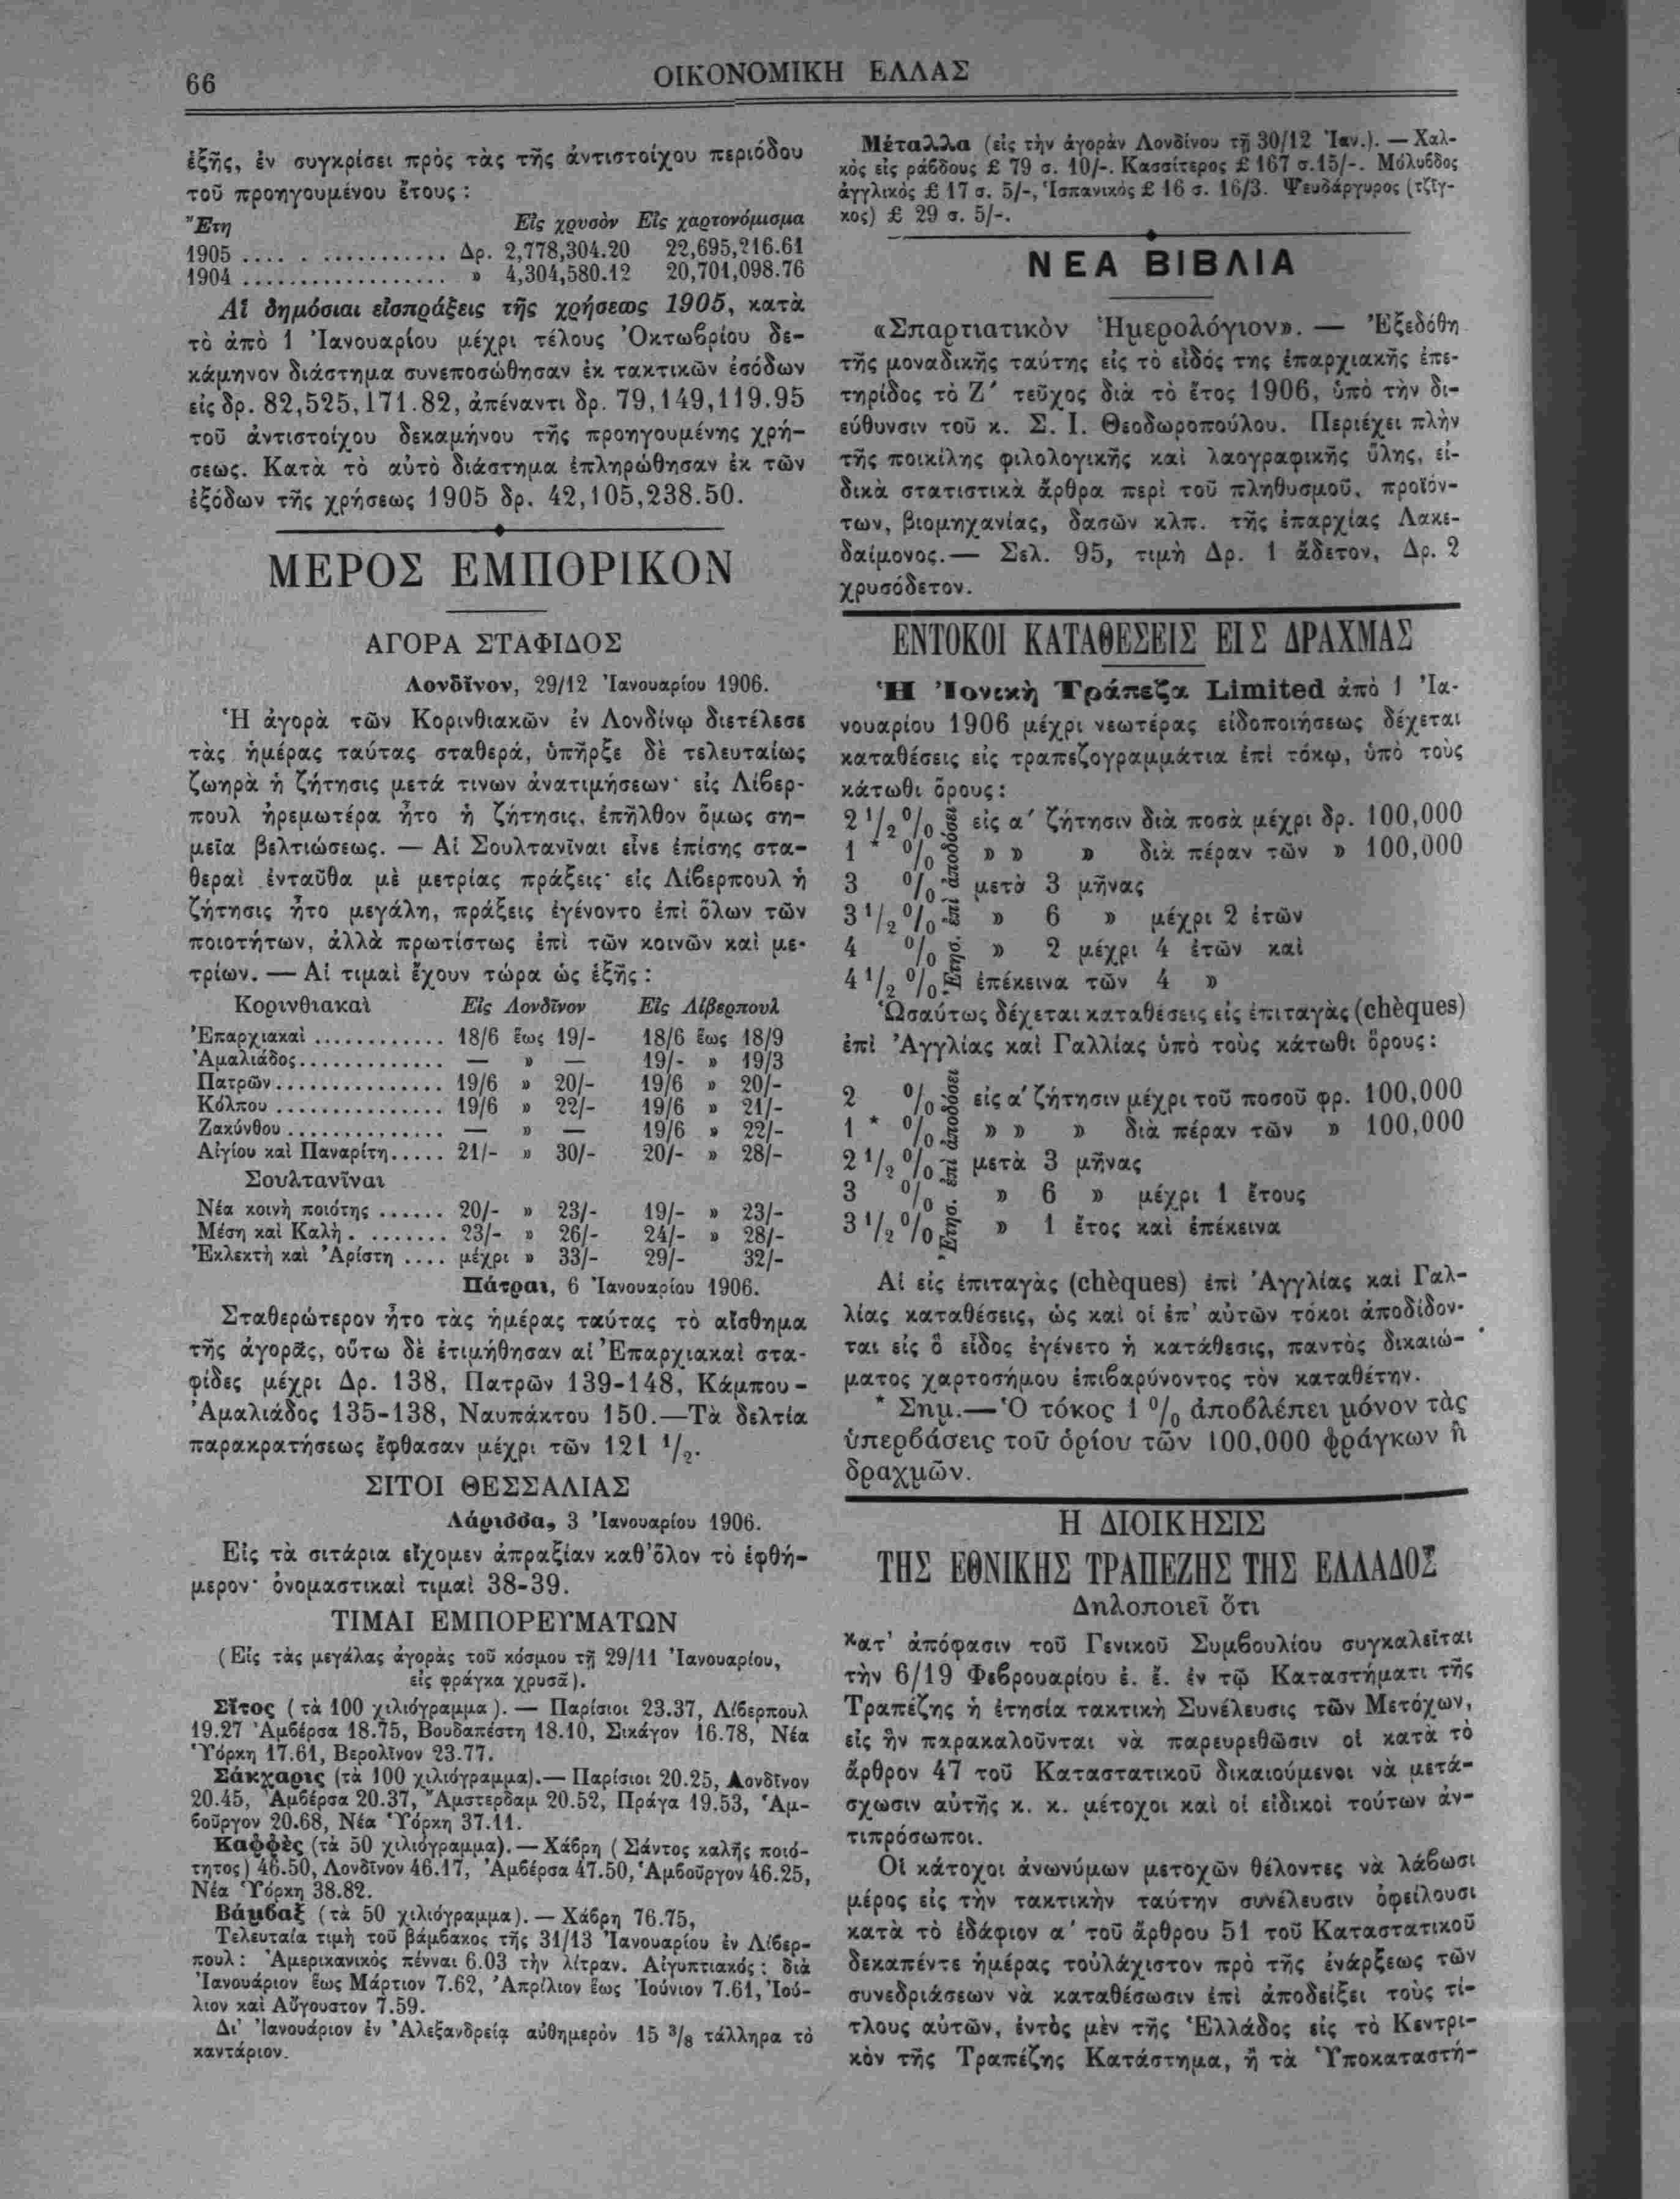 66
ΟΙΚΟΝΟΜΙΚΗ ΕΛΛΑΣ
ἑξῆς, ἐν συγκρίσει πρὸς τὰς τῆς ἀντιστοίχου περιόδου
τοῦ προηγουμένου ἔτους :
Ἔτη Εἰς χρυσὸν Εἰς χαρτονόμισμα
1905 .... . ............ Δρ. 2,778,304.20 22,695,216.61
1904 .................. » 4,304,580.12 20,701,098.76
Αἱ δημόσιαι εἰσπράξεις τῆς χρήσεως 1905, κατὰ
τὸ ἀπὸ 1 Ἰανουαρίου μέχρι τέλους Ὀκτωβρίου δε-
κάμηνον διάστημα συνεποσώθησαν ἐκ τακτικῶν ἐσόδων
εἰς δρ. 82,525,171.82, ἀπέναντι δρ. 79,149,119.95
τοῦ ἀντιστοίχου δεκαμήνου τῆς προηγουμένης χρή-
σεως. Κατὰ τὸ αὐτὸ διάστημα ἐπληρώθησαν ἐκ τῶν
ἐξόδων τῆς χρήσεως 1905 δρ. 42,105,238.50.
ΜΕΡΟΣ ΕΜΠΟΡΙΚΟΝ
ΑΓΟΡΑ ΣΤΑΦΙΔΟΣ
Λονδῖνον, 29/12 Ἰανουαρίου 1906.
Ἡ ἀγορὰ τῶν Κορινθιακῶν ἐν Λονδίνῳ διετέλεσε
τὰς ἡμέρας ταύτας σταθερά, ὑπῆρξε δὲ τελευταίως
ζωηρὰ ἡ ζήτησις μετά τινων ἀνατιμήσεων· εἰς Λίβερ-
πουλ ἠρεμωτέρα ἦτο ἡ ζήτησις, ἐπῆλθον ὅμως ση-
μεῖα βελτιώσεως. — Αἱ Σουλτανῖναι εἶνε ἐπίσης στα-
θεραὶ ἐνταῦθα μὲ μετρίας πράξεις· εἰς Λίβερπουλ ἡ
ζήτησις ἦτο μεγάλη, πράξεις ἐγένοντο ἐπὶ ὅλων τῶν
ποιοτήτων, ἀλλὰ πρωτίστως ἐπὶ τῶν κοινῶν καὶ με-
τρίων. — Αἱ τιμαὶ ἔχουν τώρα ὡς ἑξῆς :
Κορινθιακαὶ Εἰς Λονδῖνον Εἰς Λίβερπουλ
Ἐπαρχιακαὶ ............ 18/6 ἕως 19/- 18/6 ἕως 18/9
Ἀμαλιάδος............. — » — 19/- » 19/3
Πατρῶν............... 19/6 » 20/- 19/6 » 20/-
Κόλπου ............... 19/6 » 22/- 19/6 » 21/-
Ζακύνθου .............. — » — 19/6 » 22/-
Αἰγίου καὶ Παναρίτη..... 21/- » 30/- 20/- » 28/-
Σουλτανῖναι
Νέα κοινὴ ποιότης ...... 20/- » 23/- 19/- » 23/-
Μέση καὶ Καλὴ . ....... 23/- » 26/- 24/- » 28/-
Ἐκλεκτὴ καὶ Ἀρίστη .... μέχρι » 33/- 29/- 32/-
Πάτραι, 6 Ἰανουαρίου 1906.
Σταθερώτερον ἦτο τὰς ἡμέρας ταύτας τὸ αἴσθημα
τῆς ἀγορᾶς, οὕτω δὲ ἐτιμήθησαν αἱ Ἐπαρχιακαὶ στα-
φίδες μέχρι Δρ. 138, Πατρῶν 139-148, Κάμπου -
Ἀμαλιάδος 135-138, Ναυπάκτου 150.—Τὰ δελτία
παρακρατήσεως ἔφθασαν μέχρι τῶν 121 1/2.
ΣΙΤΟΙ ΘΕΣΣΑΛΙΑΣ
Λάρισσα, 3 Ἰανουαρίου 1906.
Εἰς τὰ σιτάρια εἴχομεν ἀπραξίαν καθ' ὅλον τὸ ἑφθή-
μερον· ὀνομαστικαὶ τιμαὶ 38-39.
ΤΙΜΑΙ ΕΜΠΟΡΕΥΜΑΤΩΝ
(Εἰς τὰς μεγάλας ἀγορὰς τοῦ κόσμου τῇ 29/11 Ἰανουαρίου,
εἰς φράγκα χρυσᾶ).
Σῖτος (τὰ 100 χιλιόγραμμα). — Παρίσιοι 23.37, Λίβερπουλ
19.27 Ἀμβέρσα 18.75, Βουδαπέστη 18.10, Σικάγον 16.78, Νέα
Ὑόρκη 17.61, Βερολῖνον 23.77.
Σάκχαρις (τὰ 100 χιλιόγραμμα).— Παρίσιοι 20.25, Λονδῖνον
20.45, Ἀμβέρσα 20.37, Ἄμστερδαμ 20.52, Πράγα 19.53, Ἀμ-
βοῦργον 20.68, Νέα Ὑόρκη 37.11.
Καφφὲς (τὰ 50 χιλιόγραμμα).— Χάβρη (Σάντος καλῆς ποιό-
τητος) 46.50, Λονδῖνον 46.17, Ἀμβέρσα 47.50, Ἀμβοῦργον 46.25,
Νέα Ὑόρκη 38.82.
Βάμβαξ (τὰ 50 χιλιόγραμμα).— Χάβρη 76.75,
Τελευταία τιμὴ τοῦ βάμβακος τῆς 31/13 Ἰανουαρίου ἐν Λίβερ-
πουλ : Ἀμερικανικὸς πένναι 6.03 τὴν λίτραν. Αἰγυπτιακός : διὰ
Ἰανουάριον ἕως Μάρτιον 7.62, Ἀπρίλιον ἕως Ἰούνιον 7.61, Ἰού-
λιον καὶ Αὔγουστον 7.59.
Δι' Ἰανουάριον ἐν Ἀλεξανδρείᾳ αὐθημερὸν 15 3/8 τάλληρα τὸ
καντάριον.
Μέταλλα (εἰς τὴν ἀγορὰν Λονδίνου τῇ 30/12 Ἰαν.). — Χαλ-
κὸς εἰς ράβδους £ 79 σ. 10/-. Κασσίτερος £ 167 σ.15/-. Μόλυβδος
ἀγγλικὸς £ 17 σ. 5/-, Ἱσπανικός £ 16 σ. 16/3. Ψευδάργυρος (τζίγ-
κος) £ 29 σ. 5/-.
ΝΕΑ ΒΙΒΛΙΑ
«Σπαρτιατικὸν Ἡμερολόγιον». — Ἐξεδόθη
τῆς μοναδικῆς ταύτης εἰς τὸ εἶδός της ἐπαρχιακῆς ἐπε-
τηρίδος τὸ Ζ' τεῦχος διὰ τὸ ἔτος 1906, ὑπὸ τὴν δι-
εύθυνσιν τοῦ κ. Σ. Ι. Θεοδωροπούλου. Περιέχει πλὴν
τῆς ποικίλης φιλολογικῆς καὶ λαογραφικῆς ὕλης, εἰ-
δικὰ στατιστικὰ ἄρθρα περὶ τοῦ πληθυσμοῦ, προϊόν-
των, βιομηχανίας, δασῶν κλπ. τῆς ἐπαρχίας Λακε-
δαίμονος.— Σελ. 95, τιμὴ Δρ. 1 ἄδετον, Δρ. 2
χρυσόδετον.
ΕΝΤΟΚΟΙ ΚΑΤΑΘΕΣΕΙΣ ΕΙΣ ΔΡΑΧΜΑΣ
Ἡ Ἰονικὴ Τράπεζα Limited ἀπὸ 1 Ἰα-
νουαρίου 1906 μέχρι νεωτέρας εἰδοποιήσεως δέχεται
καταθέσεις εἰς τραπεζογραμμάτια ἐπὶ τόκῳ, ὑπὸ τοὺς
κάτωθι ὅρους :
Ἐτησ. ἐπὶ ἀποδόσει
2 1/2 0/0 εἰς α' ζήτησιν διὰ ποσὰ μέχρι δρ. 100,000
1 * 0/0 » » » διὰ πέραν τῶν » 100,000
3 0/0 μετὰ 3 μῆνας
3 1/2 0/0 » 6 » μέχρι 2 ἐτῶν
4 0/0 » 2 μέχρι 4 ἐτῶν καὶ
4 1/2 0/0 ἐπέκεινα τῶν 4 »
Ὡσαύτως δέχεται καταθέσεις εἰς ἐπιταγὰς (chèques)
ἐπὶ Ἀγγλίας καὶ Γαλλίας ὑπὸ τοὺς κάτωθι ὅρους :
Ἐτησ. ἐπὶ ἀποδόσει
2 0/0 εἰς α' ζήτησιν μέχρι τοῦ ποσοῦ φρ. 100,000
1 * 0/0 » » » διὰ πέραν τῶν » 100,000
2 1/2 0/0 μετὰ 3 μῆνας
3 0/0 » 6 » μέχρι 1 ἔτους
3 1/2 0/0 » 1 ἔτος καὶ ἐπέκεινα
Αἱ εἰς ἐπιταγὰς (chèques) ἐπὶ Ἀγγλίας καὶ Γαλ-
λίας καταθέσεις, ὡς καὶ οἱ ἐπ' αὐτῶν τόκοι ἀποδίδον-
ται εἰς ὃ εἶδος ἐγένετο ἡ κατάθεσις, παντὸς δικαιώ-
ματος χαρτοσήμου ἐπιβαρύνοντος τὸν καταθέτην.
* Σημ.—Ὁ τόκος 1 0/0 ἀποβλέπει μόνον τὰς
ὑπερβάσεις τοῦ ὁρίου τῶν 100,000 φράγκων ἢ
δραχμῶν.
Η ΔΙΟΙΚΗΣΙΣ
ΤΗΣ ΕΘΝΙΚΗΣ ΤΡΑΠΕΖΗΣ ΤΗΣ ΕΛΛΑΔΟΣ
Δηλοποιεῖ ὅτι
κατ' ἀπόφασιν τοῦ Γενικοῦ Συμβουλίου συγκαλεῖται
τὴν 6/19 Φεβρουαρίου ἐ. ἔ. ἐν τῷ Καταστήματι τῆς
Τραπέζης ἡ ἐτησία τακτικὴ Συνέλευσις τῶν Μετόχων,
εἰς ἣν παρακαλοῦνται νὰ παρευρεθῶσιν οἱ κατὰ τὸ
ἄρθρον 47 τοῦ Καταστατικοῦ δικαιούμενοι νὰ μετά-
σχωσιν αὐτῆς κ. κ. μέτοχοι καὶ οἱ εἰδικοὶ τούτων ἀν-
τιπρόσωποι.
Οἱ κάτοχοι ἀνωνύμων μετοχῶν θέλοντες νὰ λάβωσι
μέρος εἰς τὴν τακτικὴν ταύτην συνέλευσιν ὀφείλουσι
κατὰ τὸ ἐδάφιον α' τοῦ ἄρθρου 51 τοῦ Καταστατικοῦ
δεκαπέντε ἡμέρας τοὐλάχιστον πρὸ τῆς ἐνάρξεως τῶν
συνεδριάσεων νὰ καταθέσωσιν ἐπὶ ἀποδείξει τοὺς τί-
τλους αὐτῶν, ἐντὸς μὲν τῆς Ἑλλάδος εἰς τὸ Κεντρι-
κὸν τῆς Τραπέζης Κατάστημα, ἢ τὰ Ὑποκαταστή-